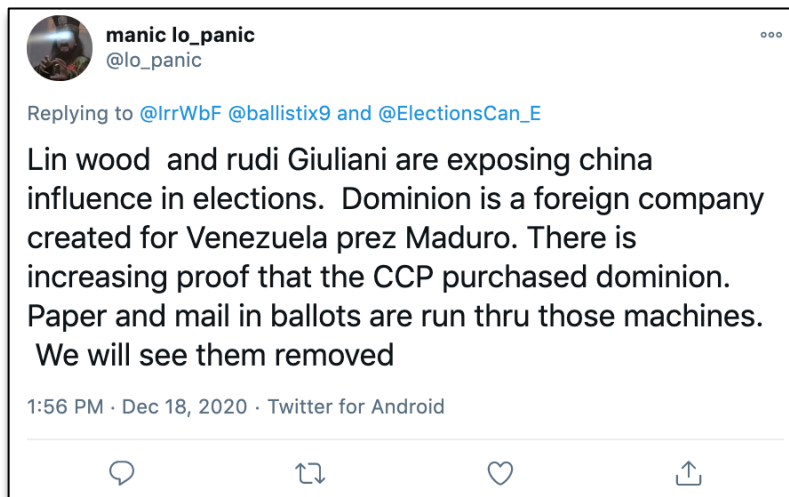 manic lo_panic
@lo_panic
Replying to @IrrWbF @ballistix9 and @ElectionsCan_E
Lin wood  and rudi Giuliani are exposing china
influence in elections.  Dominion is a foreign company
created for Venezuela prez Maduro. There is
increasing proof that the CCP purchased dominion.
Paper and mail in ballots are run thru those machines.
 We will see them removed
1:56 PM · Dec 18, 2020 · Twitter for Android